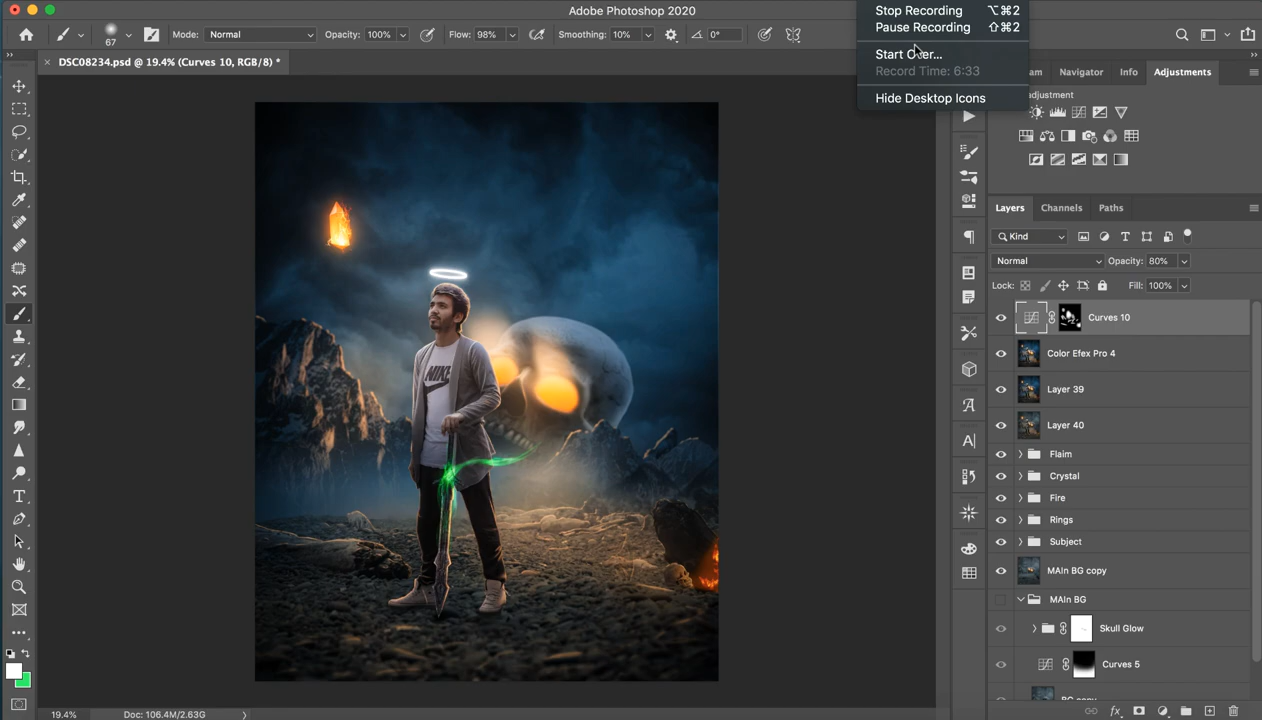 Adobe Photoshop 2020
Stop Recording ⌥⌘2
Pause Recording ⇧⌘2
Start Over...
Record Time: 6:33
Hide Desktop Icons
67
Mode: Normal
Opacity: 100%
Flow: 98%
Smoothing: 10%
0°
DSC08234.psd @ 19.4% (Curves 10, RGB/8) *
Navigator
Info
Adjustments
adjustment
Layers
Channels
Paths
Kind
Normal
Opacity: 80%
Lock:
Fill: 100%
Curves 10
Color Efex Pro 4
Layer 39
Layer 40
Flaim
Crystal
Fire
Rings
Subject
MAIn BG copy
MAIn BG
Skull Glow
Curves 5
BG copy
NIKE
19.4%
Doc: 106.4M/2.63G